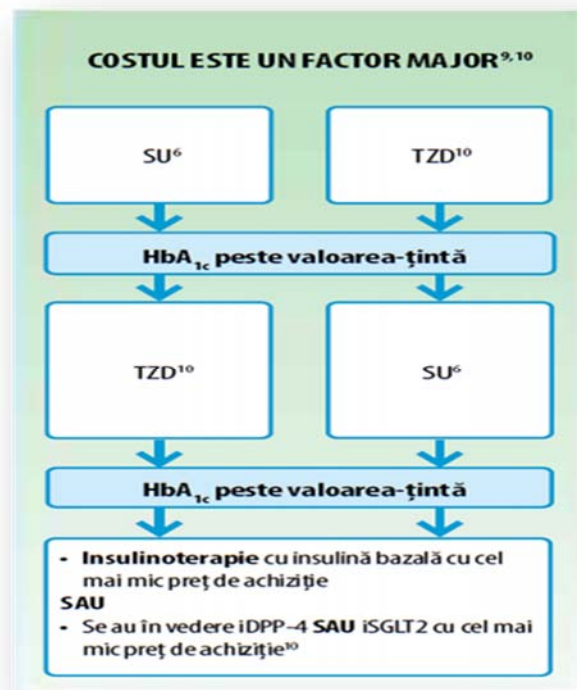 COSTUL ESTE UN FACTOR MAJOR⁹,¹⁰
SU⁶
TZD¹⁰
HbA₁c peste valoarea-țintă
TZD¹⁰
SU⁶
HbA₁c peste valoarea-țintă
• Insulinoterapie cu insulină bazală cu cel
mai mic preț de achiziție
SAU
• Se au în vedere iDPP-4 SAU iSGLT2 cu cel mai
mic preț de achiziție¹⁰